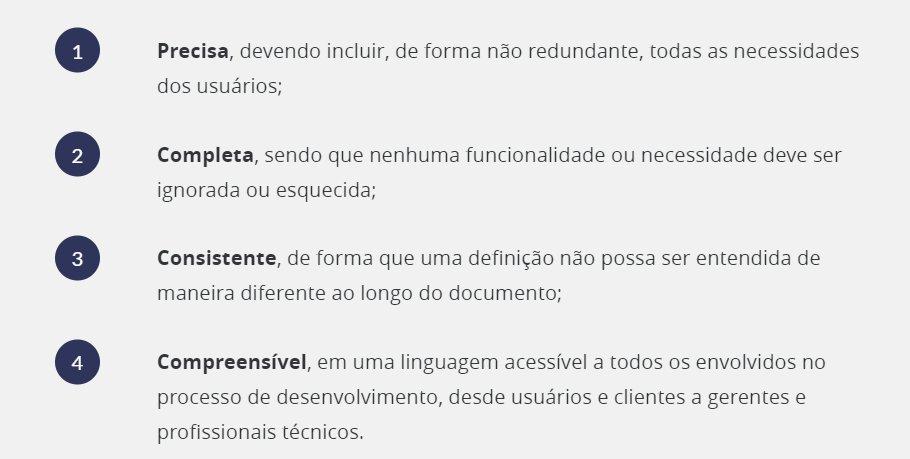 1
Precisa, devendo incluir, de forma não redundante, todas as necessidades
dos usuários;
2
Completa, sendo que nenhuma funcionalidade ou necessidade deve ser
ignorada ou esquecida;
3
Consistente, de forma que uma definição não possa ser entendida de
maneira diferente ao longo do documento;
4
Compreensível, em uma linguagem acessível a todos os envolvidos no
processo de desenvolvimento, desde usuários e clientes a gerentes e
profissionais técnicos.